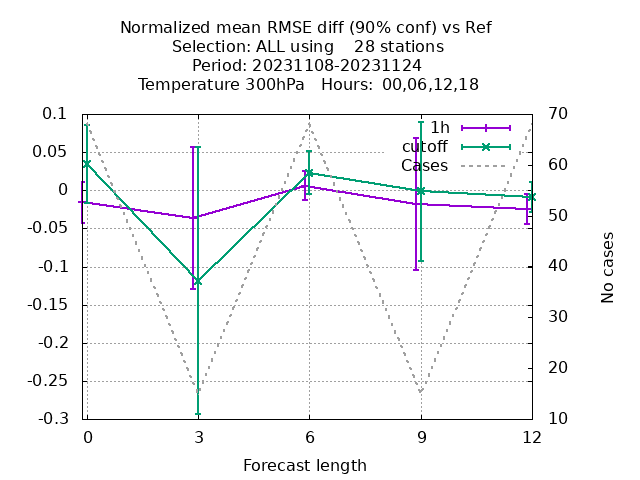 Normalized mean RMSE diff (90% conf) vs Ref
Selection: ALL using    28 stations
Period: 20231108-20231124
Temperature 300hPa   Hours: 00,06,12,18
0.1
0.05
0
-0.05
-0.1
-0.15
-0.2
-0.25
-0.3
1h
cutoff
Cases
70
60
50
40
30
20
10
No cases
0 3 6 9 12
Forecast length